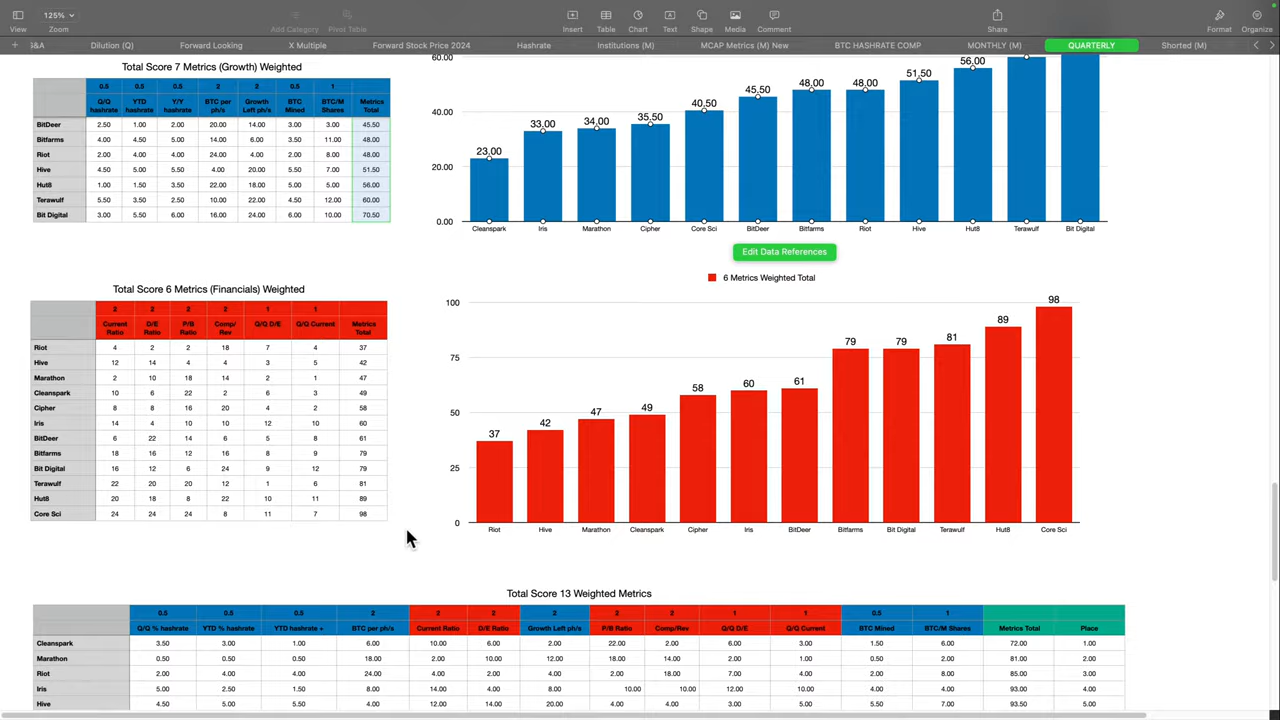 125%
View
Zoom
Add Category
Pivot Table
Insert
Table
Chart
Text
Shape
Media
Comment
Share
Format
Organize
G&A
Dilution (Q)
Forward Looking
X Multiple
Forward Stock Price 2024
Hashrate
Institutions (M)
MCAP Metrics (M) New
BTC HASHRATE COMP
MONTHLY (M)
QUARTERLY
Shorted (M)
Total Score 7 Metrics (Growth) Weighted
0.5 0.5 0.5 2 2 0.5 1
Q/Q hashrate YTD hashrate Y/Y hashrate BTC per ph/s Growth Left ph/s BTC Mined BTC/M Shares Metrics Total
BitDeer 2.50 1.00 2.00 20.00 14.00 3.00 3.00 45.50
Bitfarms 4.00 4.50 5.00 14.00 6.00 3.50 11.00 48.00
Riot 2.00 4.00 4.00 24.00 4.00 2.00 8.00 48.00
Hive 4.50 5.00 5.50 4.00 20.00 5.50 7.00 51.50
Hut8 1.00 1.50 3.50 22.00 18.00 5.00 5.00 56.00
Terawulf 5.50 3.50 2.50 10.00 22.00 4.50 12.00 60.00
Bit Digital 3.00 5.50 6.00 16.00 24.00 6.00 10.00 70.50
60.00
40.00
20.00
0.00
23.00 33.00 34.00 35.50 40.50 45.50 48.00 48.00 51.50 56.00
Cleanspark Iris Marathon Cipher Core Sci BitDeer Bitfarms Riot Hive Hut8 Terawulf Bit Digital
Edit Data References
Total Score 6 Metrics (Financials) Weighted
2 2 2 2 1 1
Current Ratio D/E Ratio P/B Ratio Comp/Rev Q/Q D/E Q/Q Current Metrics Total
Riot 4 2 2 18 7 4 37
Hive 12 14 4 4 3 5 42
Marathon 2 10 18 14 2 1 47
Cleanspark 10 6 22 2 6 3 49
Cipher 8 8 16 20 4 2 58
Iris 14 4 10 10 12 10 60
BitDeer 6 22 14 6 5 8 61
Bitfarms 18 16 12 16 8 9 79
Bit Digital 16 12 6 24 9 12 79
Terawulf 22 20 20 12 1 6 81
Hut8 20 18 8 22 10 11 89
Core Sci 24 24 24 8 11 7 98
6 Metrics Weighted Total
100
75
50
25
0
37 42 47 49 58 60 61 79 79 81 89 98
Riot Hive Marathon Cleanspark Cipher Iris BitDeer Bitfarms Bit Digital Terawulf Hut8 Core Sci
Total Score 13 Weighted Metrics
0.5 0.5 0.5 2 2 2 2 2 2 1 1 0.5 1
Q/Q % hashrate YTD % hashrate YTD hashrate + BTC per ph/s Current Ratio D/E Ratio Growth Left ph/s P/B Ratio Comp/Rev Q/Q D/E Q/Q Current BTC Mined BTC/M Shares Metrics Total Place
Cleanspark 3.50 3.00 1.00 6.00 10.00 6.00 2.00 22.00 2.00 6.00 3.00 1.50 6.00 72.00 1.00
Marathon 0.50 0.50 0.50 18.00 2.00 10.00 12.00 18.00 14.00 2.00 1.00 0.50 2.00 81.00 2.00
Riot 2.00 4.00 4.00 24.00 4.00 2.00 4.00 2.00 18.00 7.00 4.00 2.00 8.00 85.00 3.00
Iris 5.00 2.50 1.50 8.00 14.00 4.00 8.00 10.00 10.00 12.00 10.00 4.00 4.00 93.00 4.00
Hive 4.50 5.00 5.50 4.00 12.00 14.00 20.00 4.00 4.00 3.00 5.00 5.50 7.00 93.50 5.00